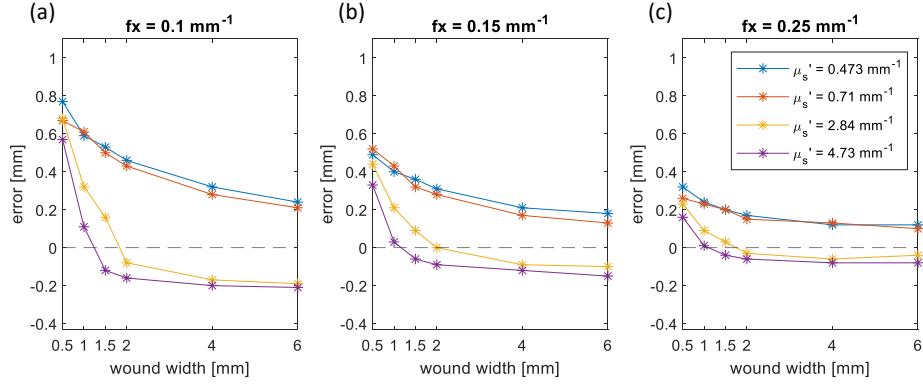 (a)
fx = 0.1 mm⁻¹
1
0.8
0.6
0.4
0.2
0
-0.2
-0.4
error [mm]
0.5 1 1.5 2 4 6
wound width [mm]
(b)
fx = 0.15 mm⁻¹
1
0.8
0.6
0.4
0.2
0
-0.2
-0.4
error [mm]
0.5 1 1.5 2 4 6
wound width [mm]
(c)
fx = 0.25 mm⁻¹
1
0.8
0.6
0.4
0.2
0
-0.2
-0.4
error [mm]
0.5 1 1.5 2 4 6
wound width [mm]
μₛ' = 0.473 mm⁻¹
μₛ' = 0.71 mm⁻¹
μₛ' = 2.84 mm⁻¹
μₛ' = 4.73 mm⁻¹